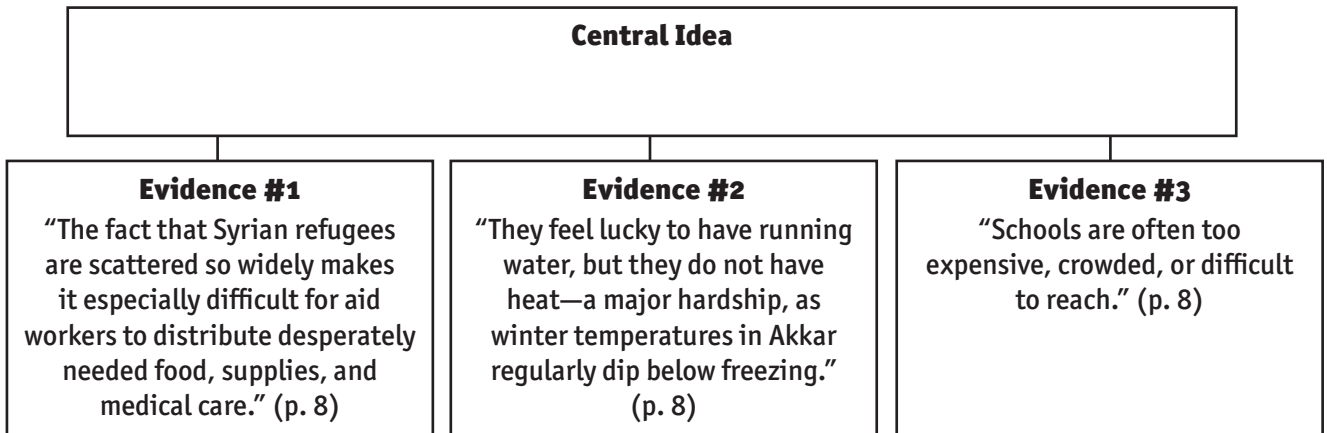 Central Idea
Evidence #1
“The fact that Syrian refugees
are scattered so widely makes
it especially difficult for aid
workers to distribute desperately
needed food, supplies, and
medical care.” (p. 8)
Evidence #2
“They feel lucky to have running
water, but they do not have
heat—a major hardship, as
winter temperatures in Akkar
regularly dip below freezing.”
(p. 8)
Evidence #3
“Schools are often too
expensive, crowded, or difficult
to reach.” (p. 8)